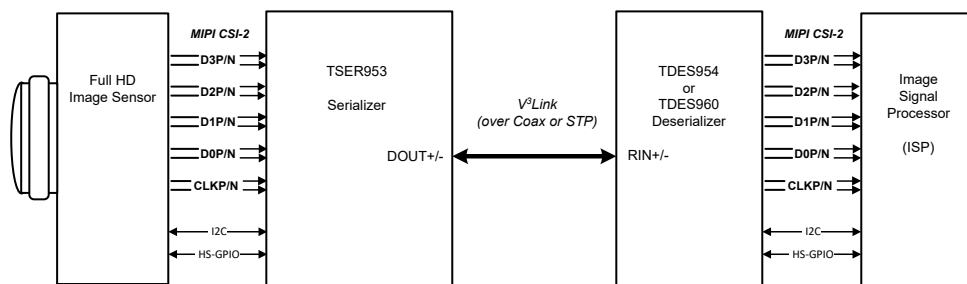 Full HD
Image Sensor
MIPI CSI-2
D3P/N
D2P/N
D1P/N
D0P/N
CLKP/N
I2C
HS-GPIO
TSER953
Serializer
DOUT+/-
V³Link
(over Coax or STP)
TDES954
or
TDES960
Deserializer
RIN+/-
MIPI CSI-2
D3P/N
D2P/N
D1P/N
D0P/N
CLKP/N
I2C
HS-GPIO
Image
Signal
Processor
(ISP)